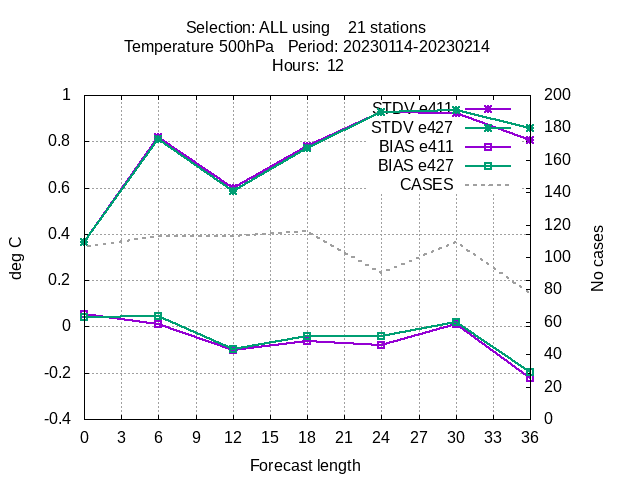 Selection: ALL using    21 stations
Temperature 500hPa   Period: 20230114-20230214
Hours:  12
STDV e411
STDV e427
BIAS e411
BIAS e427
CASES
1
0.8
0.6
0.4
0.2
0
-0.2
-0.4
deg C
200
180
160
140
120
100
80
60
40
20
0
No cases
0 3 6 9 12 15 18 21 24 27 30 33 36
Forecast length